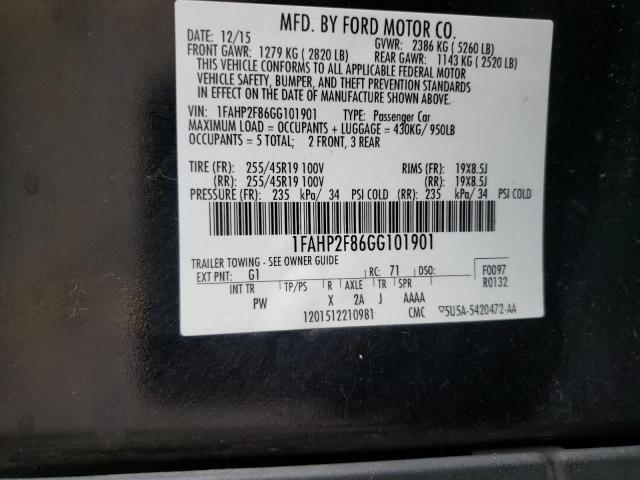 MFD. BY FORD MOTOR CO.
DATE: 12/15 GVWR: 2386 KG ( 5260 LB)
FRONT GAWR: 1279 KG ( 2820 LB) REAR GAWR: 1143 KG ( 2520 LB)
THIS VEHICLE CONFORMS TO ALL APPLICABLE FEDERAL MOTOR
VEHICLE SAFETY, BUMPER, AND THEFT PREVENTION STANDARDS
IN EFFECT ON THE DATE OF MANUFACTURE SHOWN ABOVE.
VIN: 1FAHP2F86GG101901 TYPE: Passenger Car
MAXIMUM LOAD = OCCUPANTS + LUGGAGE = 430KG/ 950LB
OCCUPANTS = 5 TOTAL; 2 FRONT, 3 REAR
TIRE (FR): 255/45R19 100V RIMS (FR): 19X8.5J
(RR): 255/45R19 100V (RR): 19X8.5J
PRESSURE (FR): 235 kPa/ 34 PSI COLD (RR): 235 kPa/ 34 PSI COLD
1FAHP2F86GG101901
TRAILER TOWING - SEE OWNER GUIDE
EXT PNT: G1 RC: 71 DSO: F0097
INT TR TP/PS R AXLE TR SPR R0132
PW X 2A J AAAA
1201512210981 CMC ▽5U5A-5420472-AA